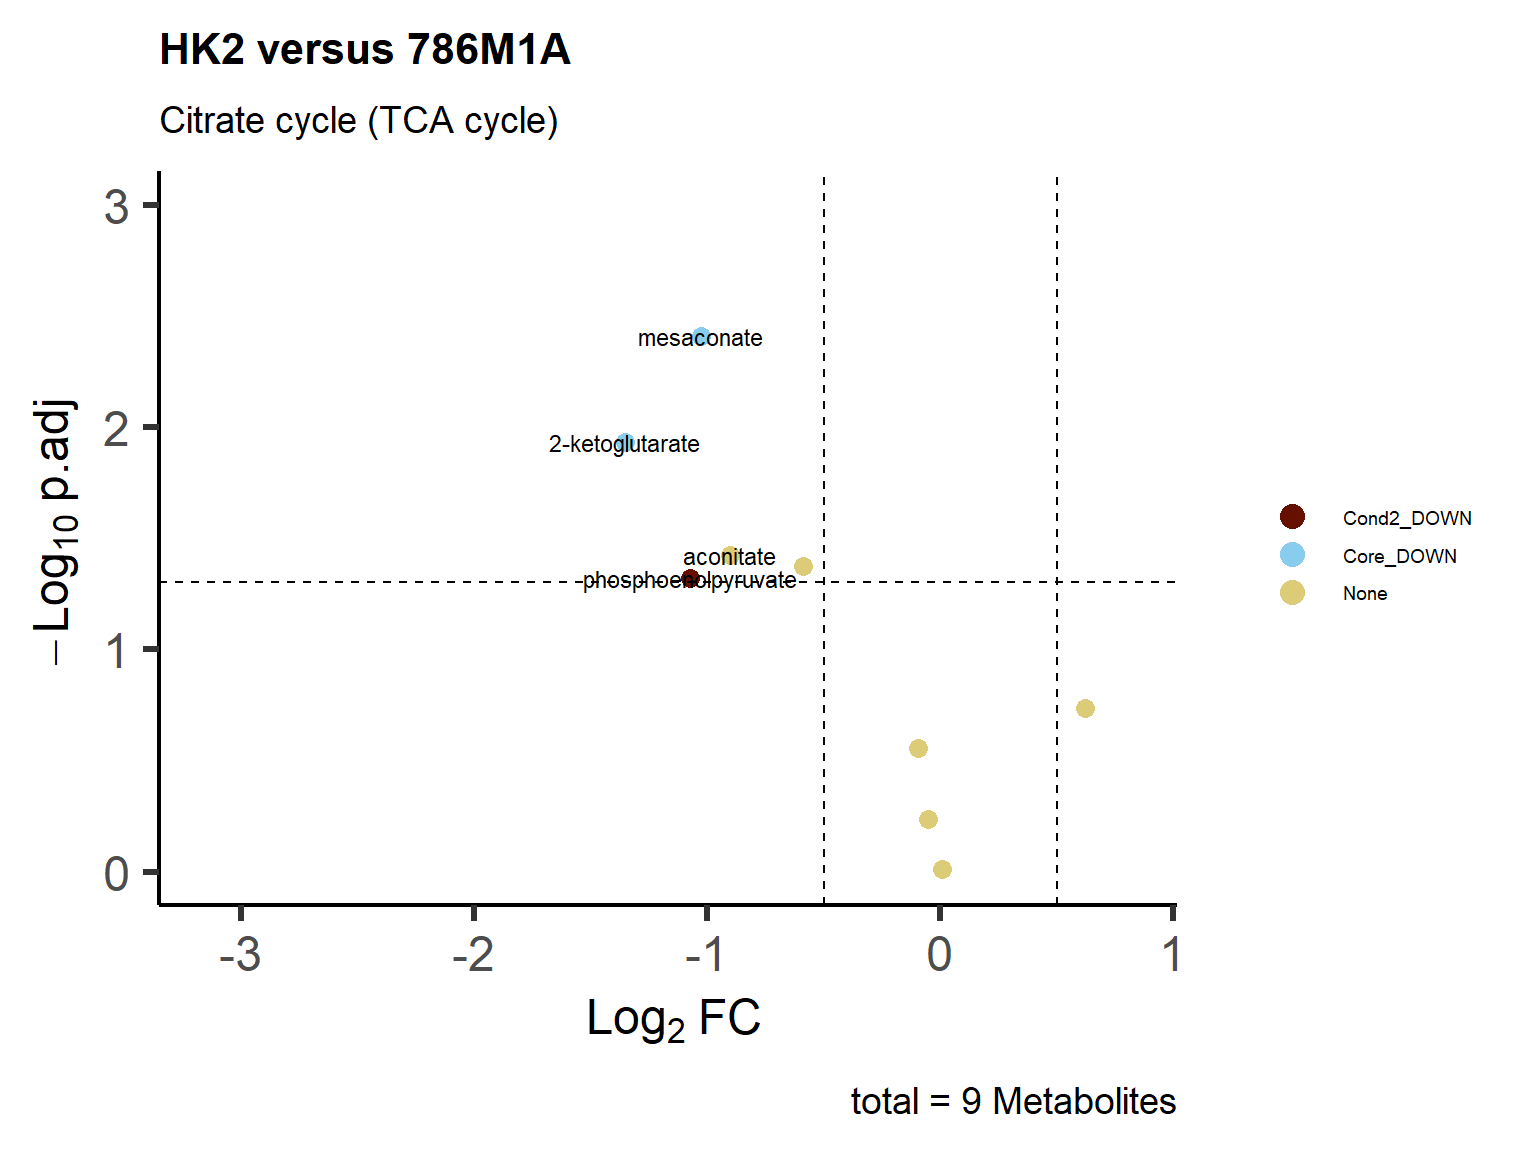 HK2 versus 786M1A
Citrate cycle (TCA cycle)
3
2
1
0
−Log10 p.adj
mesaconate
2-ketoglutarate
aconitate
phosphoenolpyruvate
Cond2_DOWN
Core_DOWN
None
-3 -2 -1 0 1
Log2 FC
total = 9 Metabolites